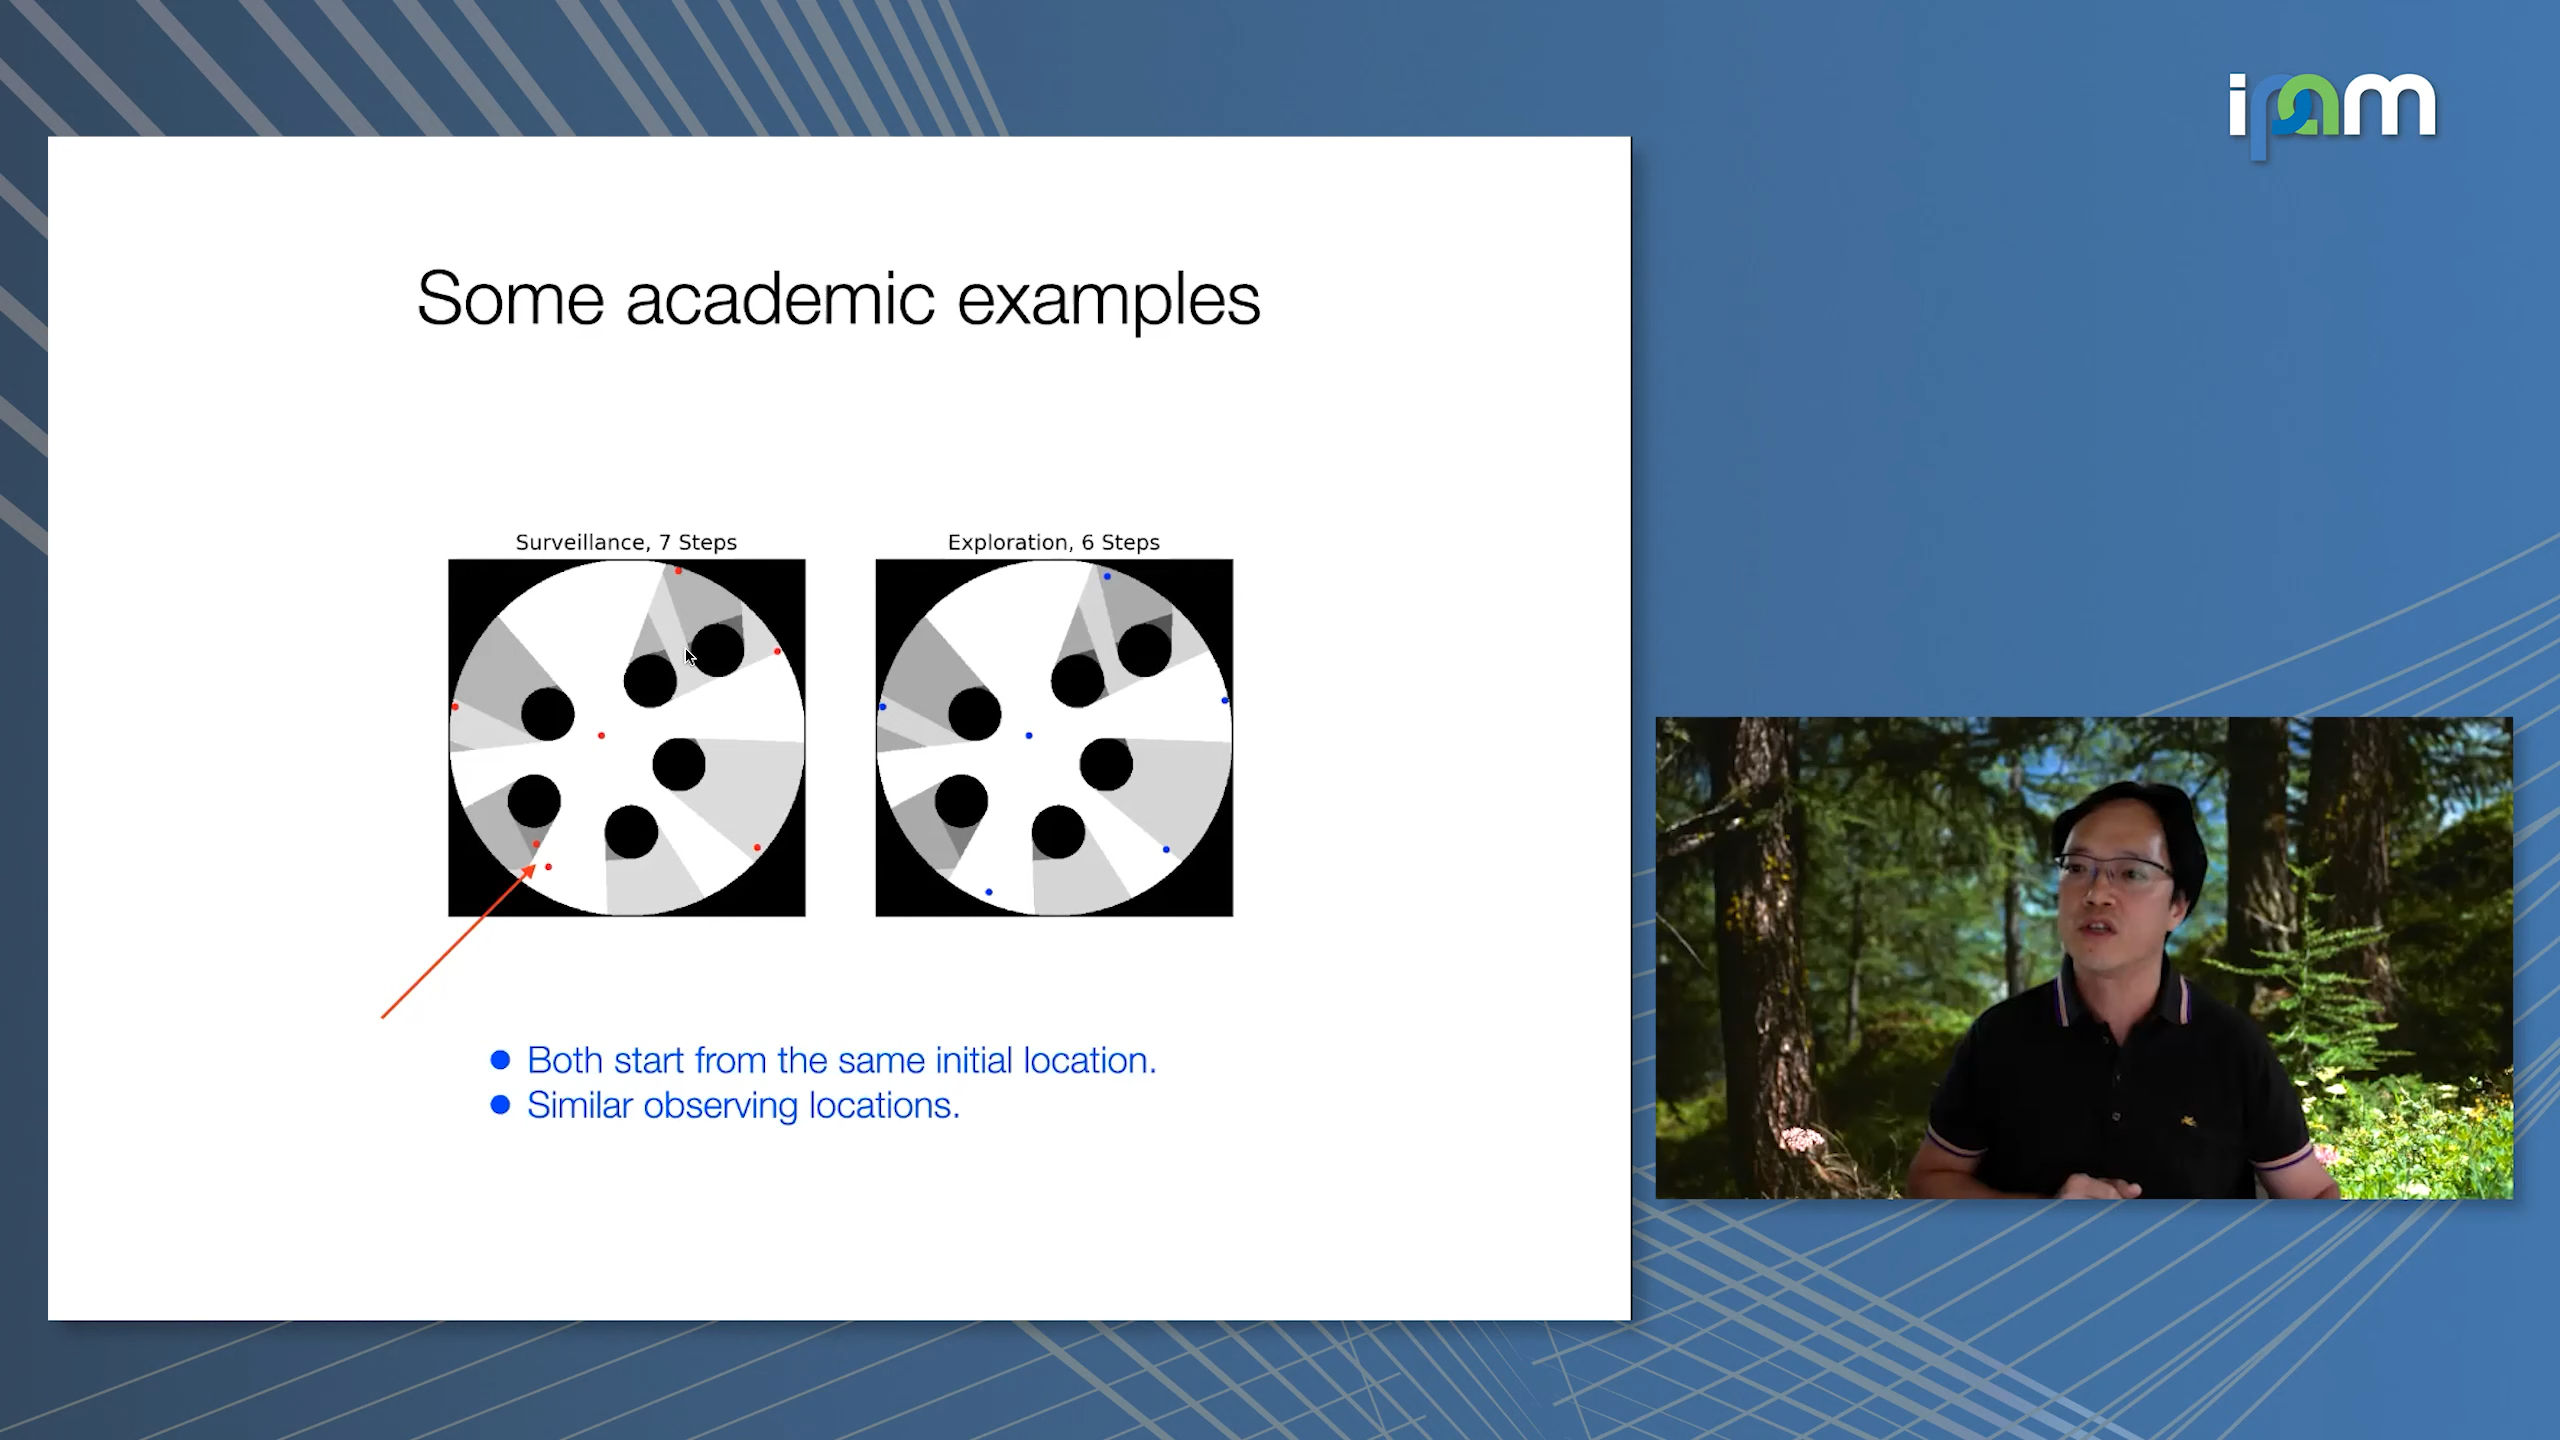 ipam
Some academic examples
Surveillance, 7 Steps
Exploration, 6 Steps
● Both start from the same initial location.
● Similar observing locations.